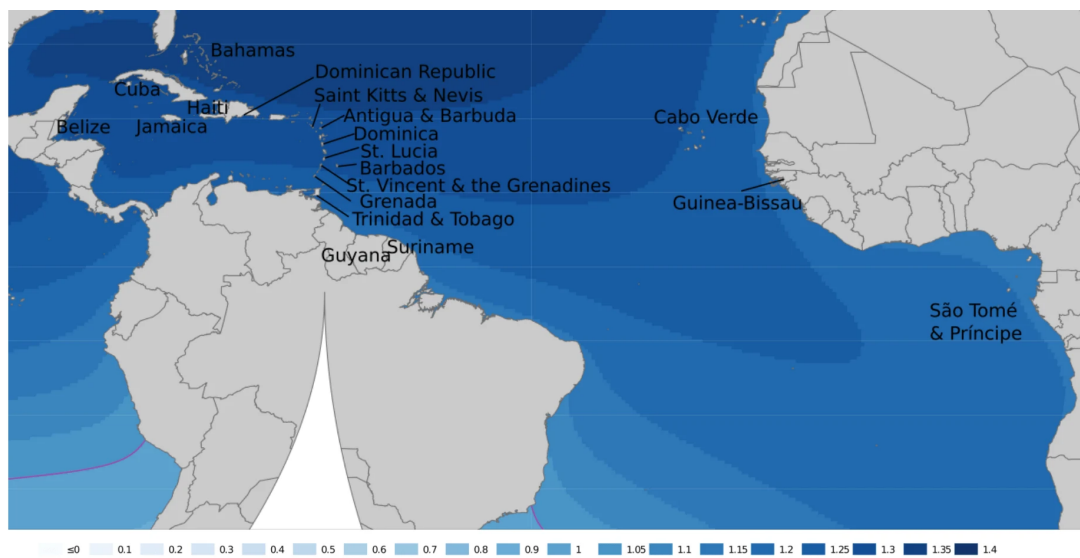 Bahamas
Dominican Republic
Cuba
Saint Kitts & Nevis
Haiti
Antigua & Barbuda
Cabo Verde
Belize
Jamaica
Dominica
St. Lucia
Barbados
St. Vincent & the Grenadines
Grenada
Guinea-Bissau
Trinidad & Tobago
Suriname
Guyana
São Tomé
& Príncipe
≤0 0.1 0.2 0.3 0.4 0.5 0.6 0.7 0.8 0.9 1 1.05 1.1 1.15 1.2 1.25 1.3 1.35 1.4